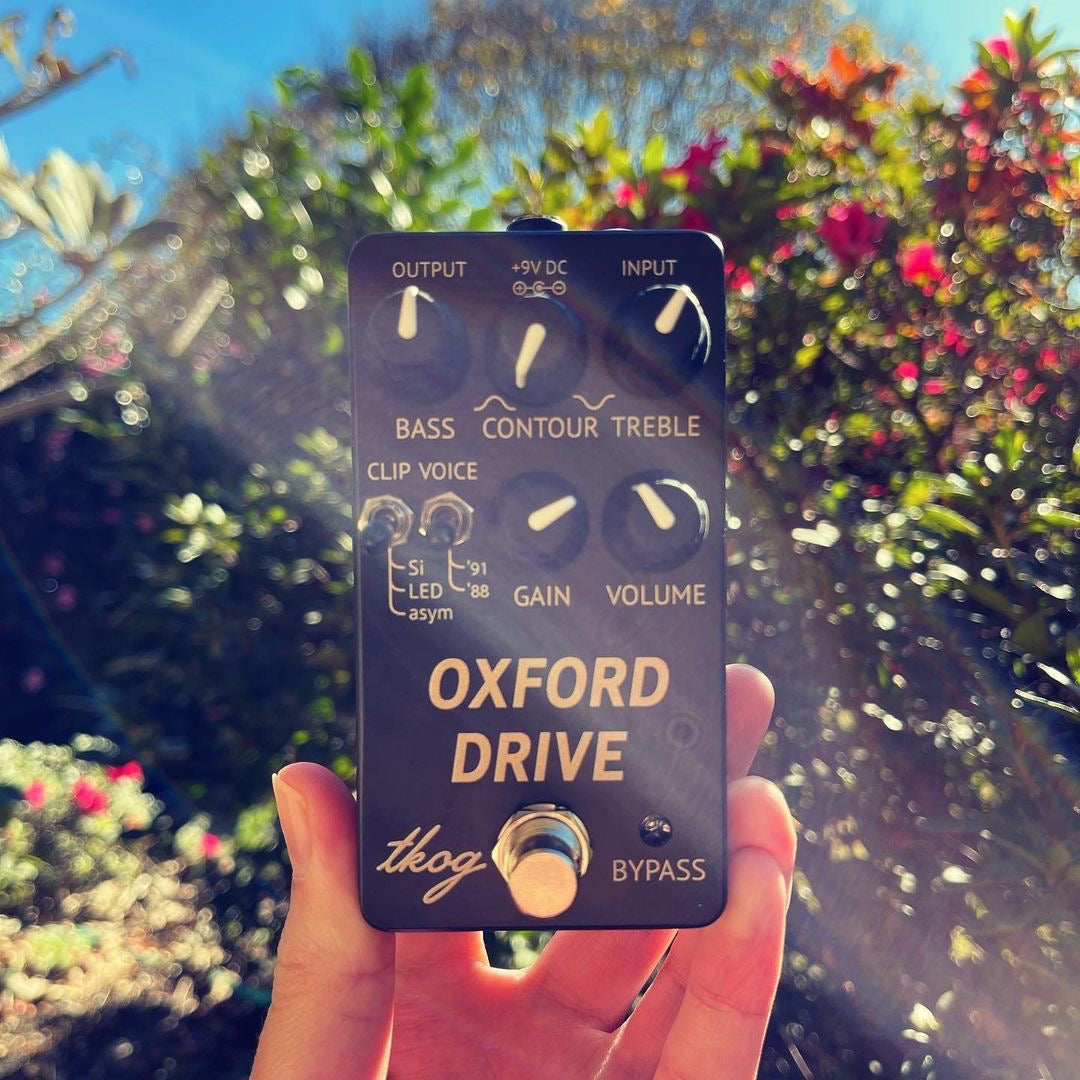 OUTPUT +9V DC INPUT
BASS CONTOUR TREBLE
CLIP VOICE
Si '91
LED '88
asym
GAIN VOLUME
OXFORD
DRIVE
tkog
BYPASS